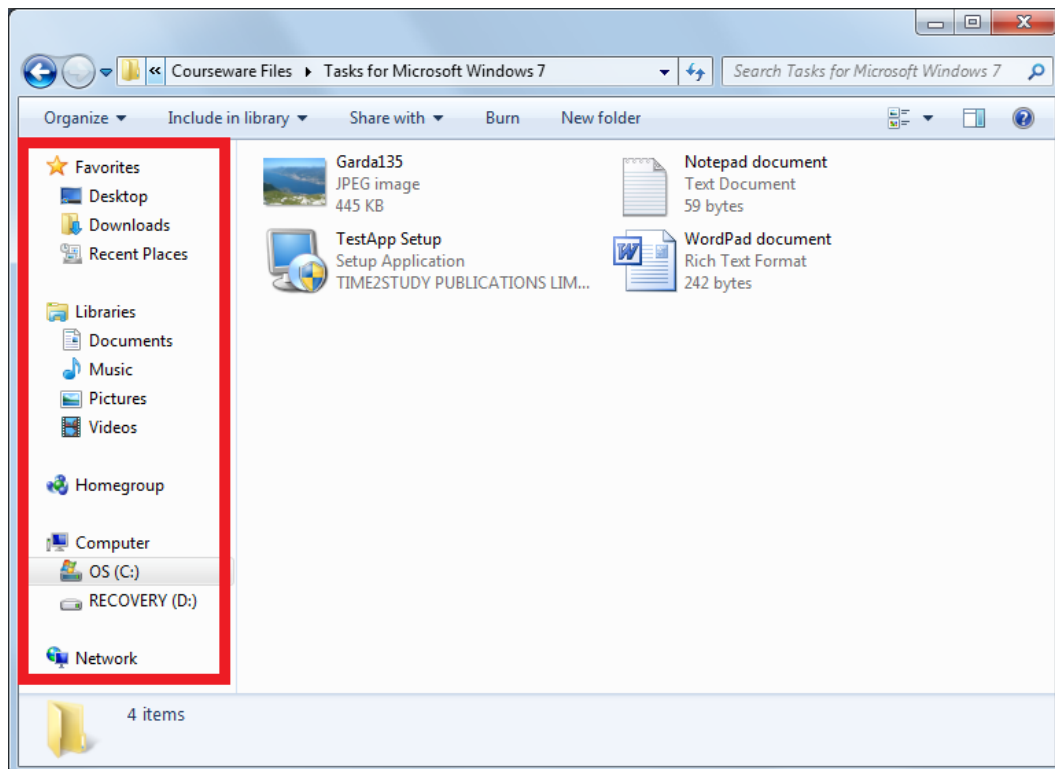 Courseware Files Tasks for Microsoft Windows 7 Search Tasks for Microsoft Windows 7
Organize Include in library Share with Burn New folder
Favorites
Desktop
Downloads
Recent Places
Libraries
Documents
Music
Pictures
Videos
Homegroup
Computer
OS (C:)
RECOVERY (D:)
Network
Garda135
JPEG image
445 KB
Notepad document
Text Document
59 bytes
TestApp Setup
Setup Application
TIME2STUDY PUBLICATIONS LIM...
WordPad document
Rich Text Format
242 bytes
4 items